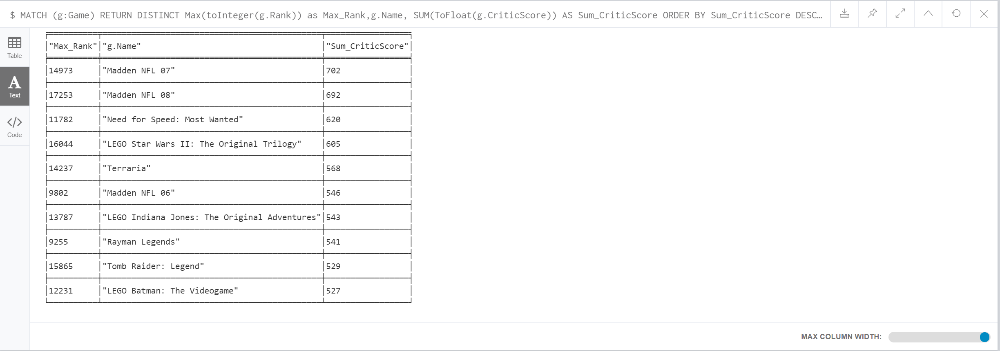 $ MATCH (g:Game) RETURN DISTINCT Max(toInteger(g.Rank)) as Max_Rank,g.Name, SUM(ToFloat(g.CriticScore)) AS Sum_CriticScore ORDER BY Sum_CriticScore DESC…
Table
Text
Code
"Max_Rank" "g.Name" "Sum_CriticScore"
14973 "Madden NFL 07" 702
17253 "Madden NFL 08" 692
11782 "Need for Speed: Most Wanted" 620
16044 "LEGO Star Wars II: The Original Trilogy" 605
14237 "Terraria" 568
9802 "Madden NFL 06" 546
13787 "LEGO Indiana Jones: The Original Adventures" 543
9255 "Rayman Legends" 541
15865 "Tomb Raider: Legend" 529
12231 "LEGO Batman: The Videogame" 527
MAX COLUMN WIDTH: